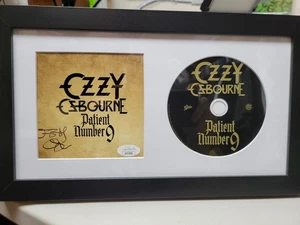 OZZY
OSBOURNE
Patient
Number 9
OZZY
OSBOURNE
Patient
Number 9